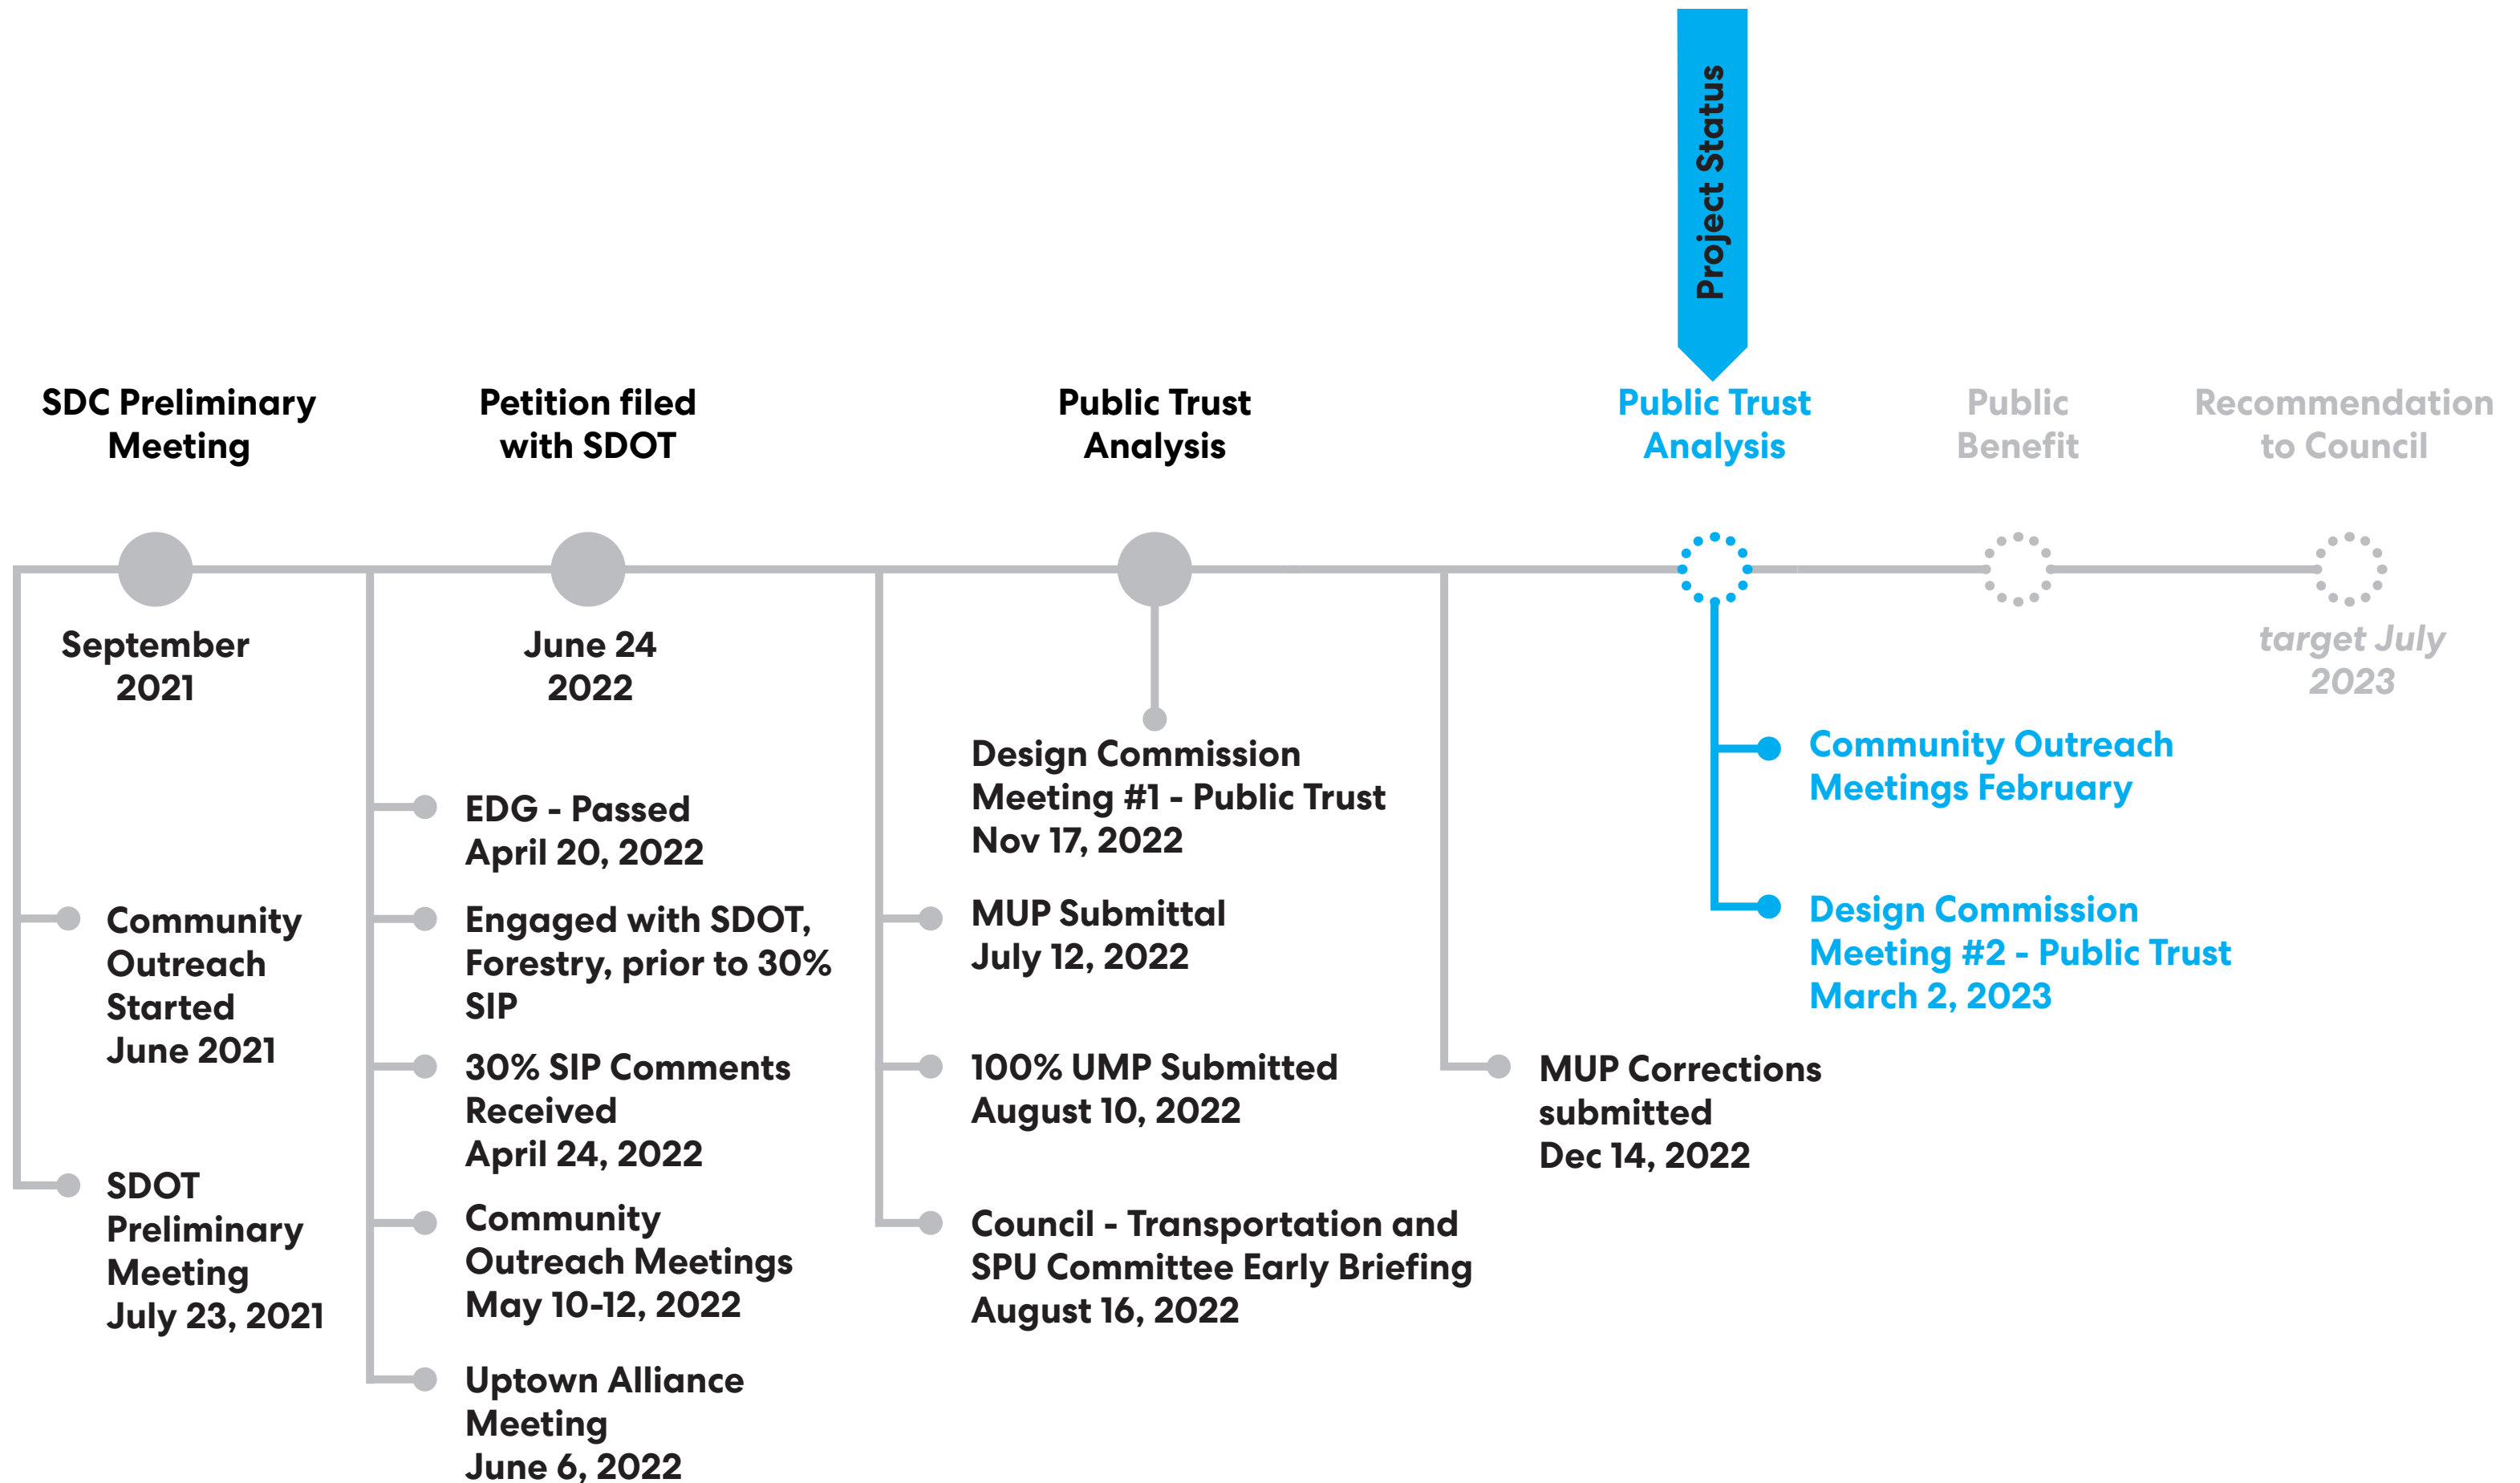 Project Status
SDC Preliminary
Meeting
Petition filed
with SDOT
Public Trust
Analysis
Public Trust
Analysis
Public
Benefit
Recommendation
to Council
September
2021
June 24
2022
target July
2023
Community
Outreach
Started
June 2021
SDOT
Preliminary
Meeting
July 23, 2021
EDG - Passed
April 20, 2022
Engaged with SDOT,
Forestry, prior to 30%
SIP
30% SIP Comments
Received
April 24, 2022
Community
Outreach Meetings
May 10-12, 2022
Uptown Alliance
Meeting
June 6, 2022
Design Commission
Meeting #1 - Public Trust
Nov 17, 2022
MUP Submittal
July 12, 2022
100% UMP Submitted
August 10, 2022
Council - Transportation and
SPU Committee Early Briefing
August 16, 2022
MUP Corrections
submitted
Dec 14, 2022
Community Outreach
Meetings February
Design Commission
Meeting #2 - Public Trust
March 2, 2023